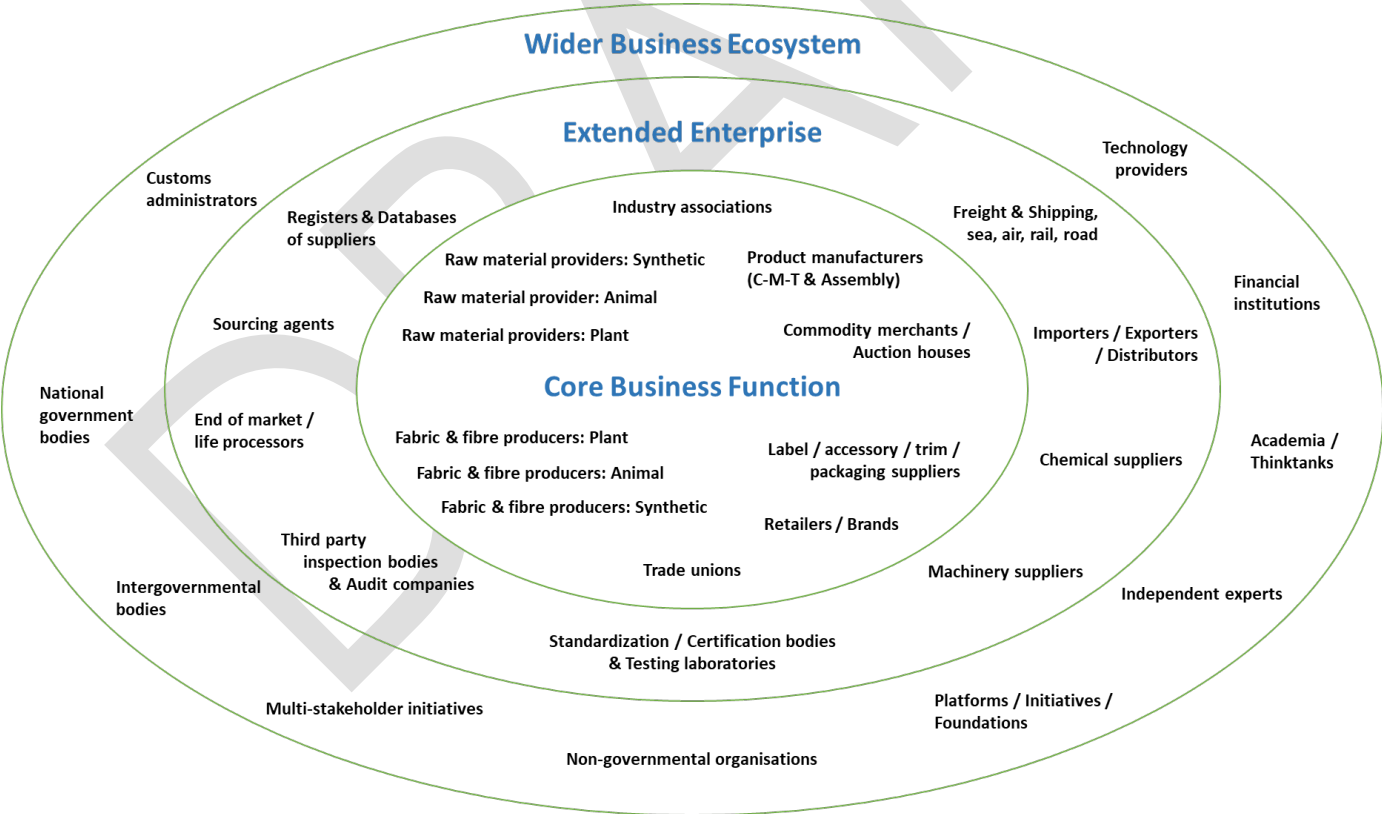 Wider Business Ecosystem
Extended Enterprise
Technology
providers
Customs
administrators
Registers & Databases
of suppliers
Industry associations
Freight & Shipping,
sea, air, rail, road
Raw material providers: Synthetic
Product manufacturers
(C-M-T & Assembly)
Raw material provider: Animal
Financial
institutions
Sourcing agents
Raw material providers: Plant
Commodity merchants /
Auction houses
Importers / Exporters
/ Distributors
Core Business Function
National
government
bodies
End of market /
life processors
Fabric & fibre producers: Plant
Label / accessory / trim /
packaging suppliers
Chemical suppliers
Academia /
Thinktanks
Fabric & fibre producers: Animal
Fabric & fibre producers: Synthetic
Retailers / Brands
Third party
inspection bodies
& Audit companies
Trade unions
Machinery suppliers
Intergovernmental
bodies
Independent experts
Standardization / Certification bodies
& Testing laboratories
Multi-stakeholder initiatives
Platforms / Initiatives /
Foundations
Non-governmental organisations